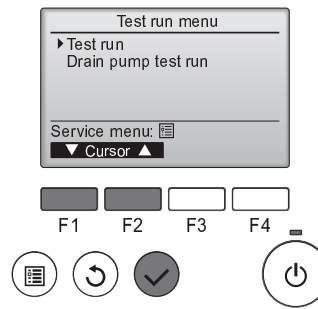 Test run menu
Test run
Drain pump test run
Service menu:
▼ Cursor ▲
F1 F2 F3 F4